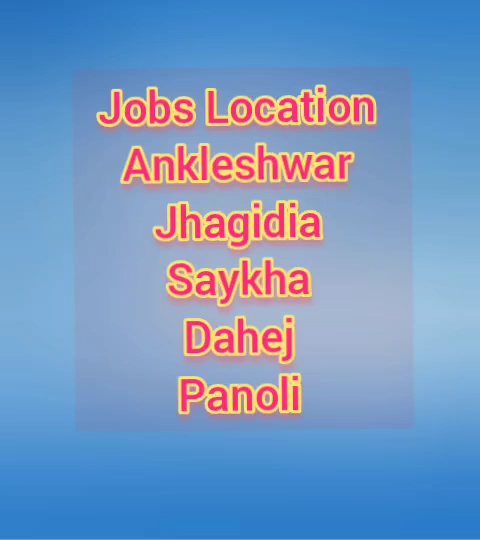 Jobs Location
Ankleshwar
Jhagidia
Saykha
Dahej
Panoli